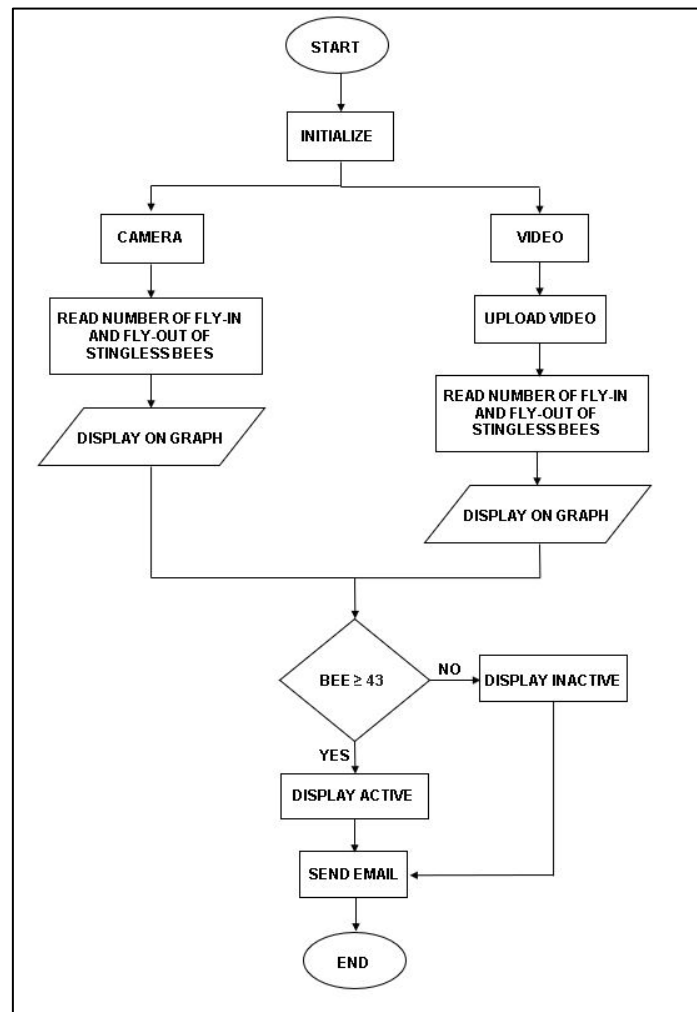 START
INITIALIZE
CAMERA
VIDEO
READ NUMBER OF FLY-IN
AND FLY-OUT OF
STINGLESS BEES
UPLOAD VIDEO
DISPLAY ON GRAPH
READ NUMBER OF FLY-IN
AND FLY-OUT OF
STINGLESS BEES
DISPLAY ON GRAPH
BEE ≥ 43
NO
DISPLAY INACTIVE
YES
DISPLAY ACTIVE
SEND EMAIL
END